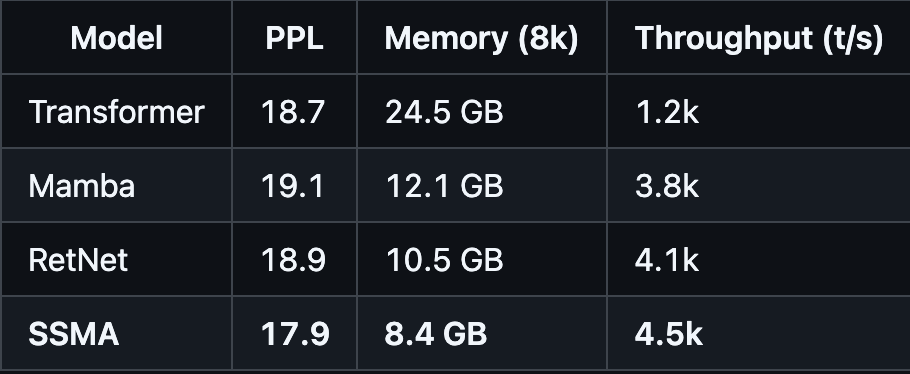 Model PPL Memory (8k) Throughput (t/s)
Transformer 18.7 24.5 GB 1.2k
Mamba 19.1 12.1 GB 3.8k
RetNet 18.9 10.5 GB 4.1k
SSMA 17.9 8.4 GB 4.5k